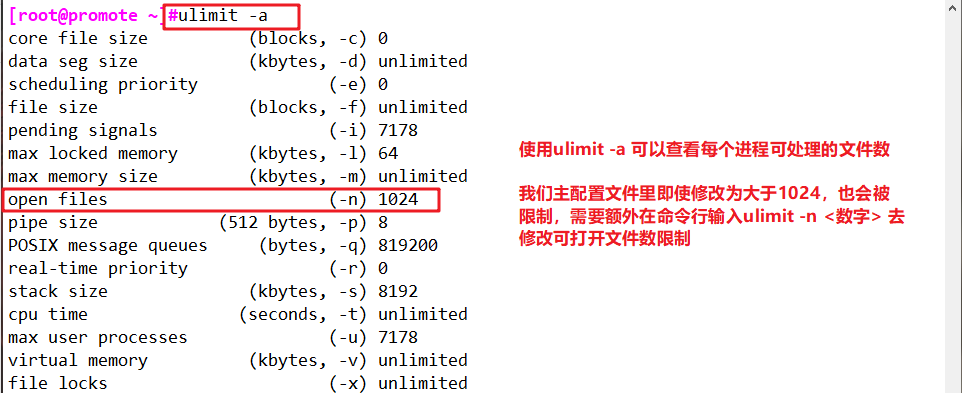 [root@promote ~]#ulimit -a
core file size          (blocks, -c) 0
data seg size           (kbytes, -d) unlimited
scheduling priority             (-e) 0
file size               (blocks, -f) unlimited
pending signals                 (-i) 7178
max locked memory       (kbytes, -l) 64
max memory size         (kbytes, -m) unlimited
open files                      (-n) 1024
pipe size            (512 bytes, -p) 8
POSIX message queues     (bytes, -q) 819200
real-time priority              (-r) 0
stack size              (kbytes, -s) 8192
cpu time               (seconds, -t) unlimited
max user processes              (-u) 7178
virtual memory          (kbytes, -v) unlimited
file locks                      (-x) unlimited
使用ulimit -a 可以查看每个进程可处理的文件数
我们主配置文件里即使修改为大于1024，也会被
限制，需要额外在命令行输入ulimit -n <数字> 去
修改可打开文件数限制